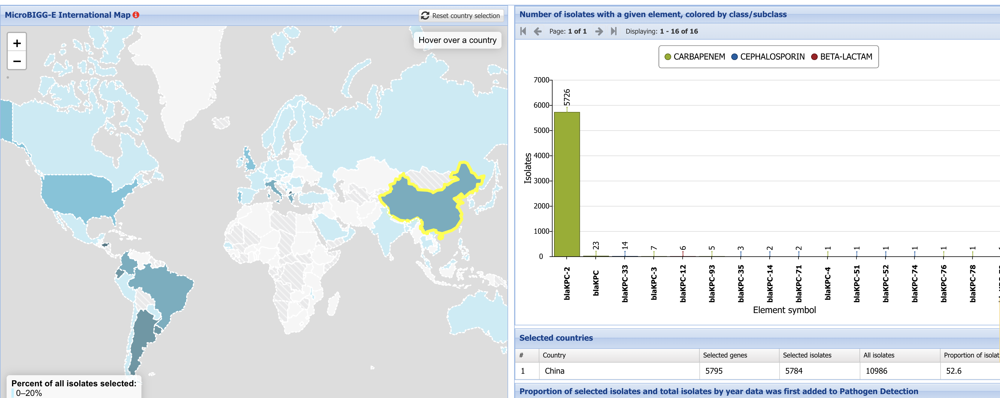 MicroBIGG-E International Map
Reset country selection
+
−
Hover over a country
Percent of all isolates selected:
0–20%
Number of isolates with a given element, colored by class/subclass
Page: 1 of 1
Displaying: 1 - 16 of 16
CARBAPENEM CEPHALOSPORIN BETA-LACTAM
7000
6000
5000
4000
3000
2000
1000
0
Isolates
5726 23 14 7 6 5 3 2 2 1 1 1 1 1 1
blaKPC-2 blaKPC blaKPC-33 blaKPC-3 blaKPC-12 blaKPC-93 blaKPC-35 blaKPC-14 blaKPC-71 blaKPC-4 blaKPC-51 blaKPC-52 blaKPC-74 blaKPC-76 blaKPC-78
Element symbol
Selected countries
# Country Selected genes Selected isolates All isolates Proportion of isolat
1 China 5795 5784 10986 52.6
Proportion of selected isolates and total isolates by year data was first added to Pathogen Detection